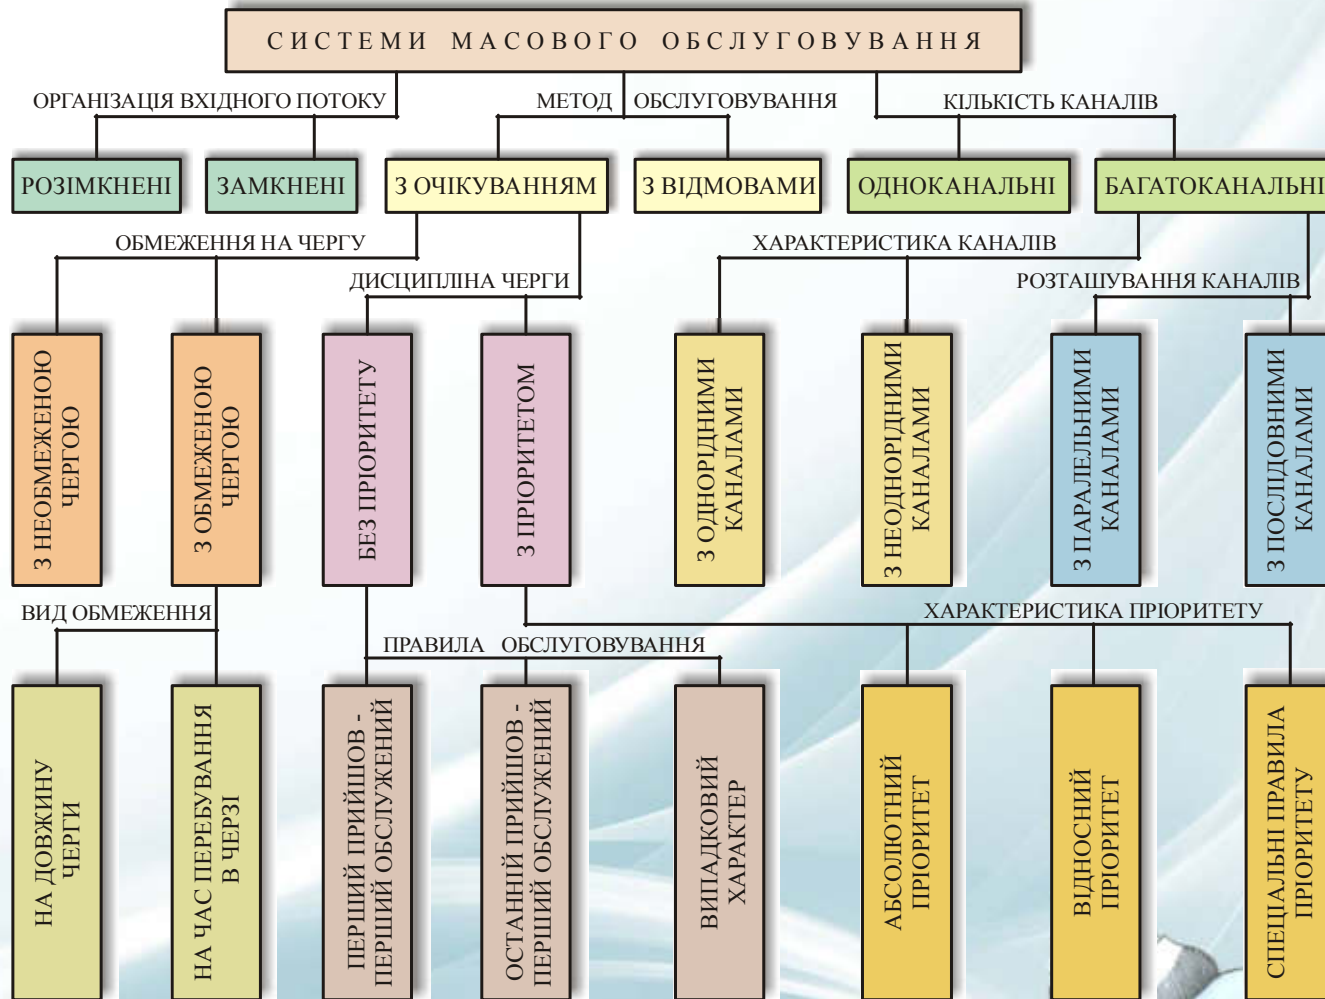 СИСТЕМИ МАСОВОГО ОБСЛУГОВУВАННЯ
ОРГАНІЗАЦІЯ ВХІДНОГО ПОТОКУ
МЕТОД ОБСЛУГОВУВАННЯ
КІЛЬКІСТЬ КАНАЛІВ
РОЗІМКНЕНІ
ЗАМКНЕНІ
З ОЧІКУВАННЯМ
З ВІДМОВАМИ
ОДНОКАНАЛЬНІ
БАГАТОКАНАЛЬНІ
ОБМЕЖЕННЯ НА ЧЕРГУ
ХАРАКТЕРИСТИКА КАНАЛІВ
ДИСЦИПЛІНА ЧЕРГИ
РОЗТАШУВАННЯ КАНАЛІВ
З НЕОБМЕЖЕНОЮ
ЧЕРГОЮ
З ОБМЕЖЕНОЮ
ЧЕРГОЮ
БЕЗ ПРІОРИТЕТУ
З ПРІОРИТЕТОМ
З ОДНОРІДНИМИ
КАНАЛАМИ
З НЕОДНОРІДНИМИ
КАНАЛАМИ
З ПАРАЛЕЛЬНИМИ
КАНАЛАМИ
З ПОСЛІДОВНИМИ
КАНАЛАМИ
ВИД ОБМЕЖЕННЯ
ХАРАКТЕРИСТИКА ПРІОРИТЕТУ
ПРАВИЛА ОБСЛУГОВУВАННЯ
НА ДОВЖИНУ
ЧЕРГИ
НА ЧАС ПЕРЕБУВАННЯ
В ЧЕРЗІ
ПЕРШИЙ ПРИЙШОВ -
ПЕРШИЙ ОБСЛУЖЕНИЙ
ОСТАННІЙ ПРИЙШОВ -
ПЕРШИЙ ОБСЛУЖЕНИЙ
ВИПАДКОВИЙ
ХАРАКТЕР
АБСОЛЮТНИЙ
ПРІОРИТЕТ
ВІДНОСНИЙ
ПРІОРИТЕТ
СПЕЦІАЛЬНІ ПРАВИЛА
ПРІОРИТЕТУ